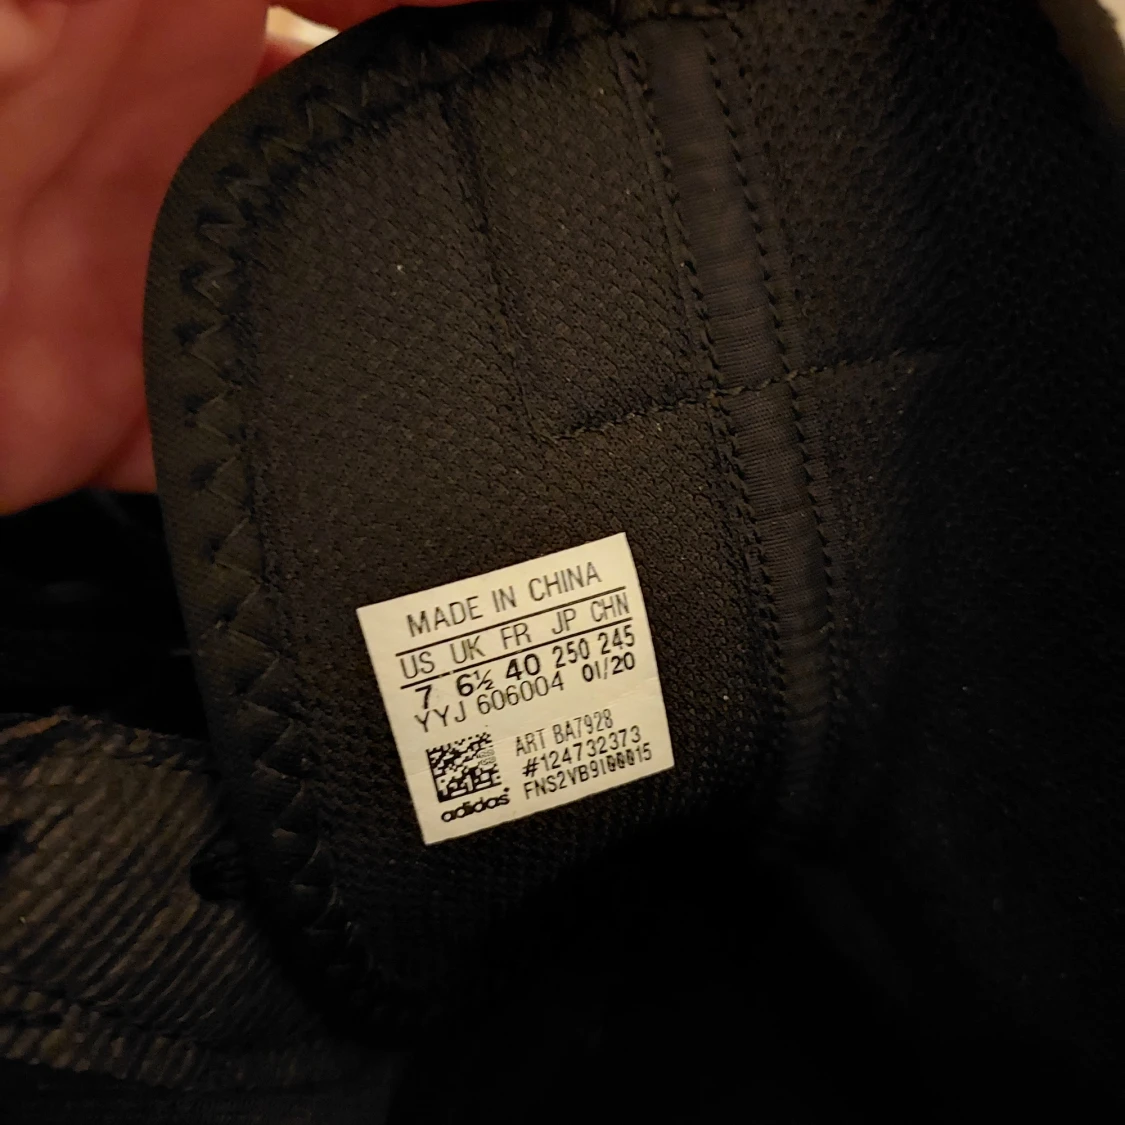 MADE IN CHINA
US UK FR JP CHN
7 6½ 40 250 245
YYJ 606004 01/20
ART BA7928
#124732373
FNS2VB9I00015
adidas